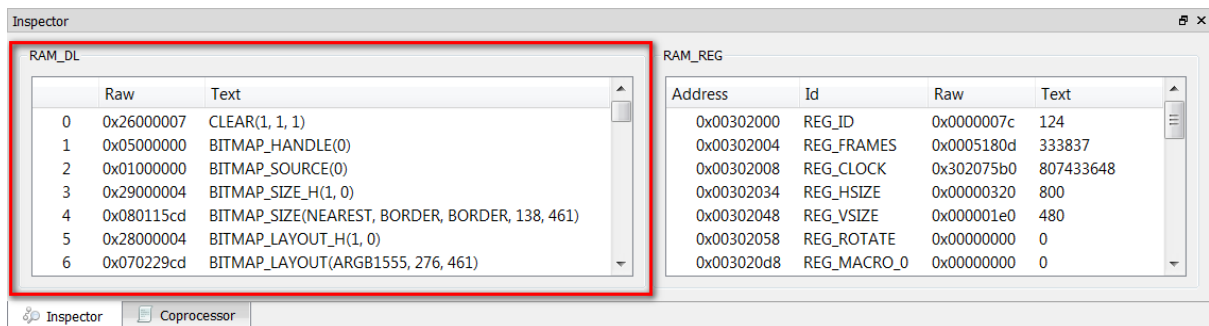 Inspector
RAM_DL
Raw Text
0 0x26000007 CLEAR(1, 1, 1)
1 0x05000000 BITMAP_HANDLE(0)
2 0x01000000 BITMAP_SOURCE(0)
3 0x29000004 BITMAP_SIZE_H(1, 0)
4 0x080115cd BITMAP_SIZE(NEAREST, BORDER, BORDER, 138, 461)
5 0x28000004 BITMAP_LAYOUT_H(1, 0)
6 0x070229cd BITMAP_LAYOUT(ARGB1555, 276, 461)
RAM_REG
Address Id Raw Text
0x00302000 REG_ID 0x0000007c 124
0x00302004 REG_FRAMES 0x0005180d 333837
0x00302008 REG_CLOCK 0x302075b0 807433648
0x00302034 REG_HSIZE 0x00000320 800
0x00302048 REG_VSIZE 0x000001e0 480
0x00302058 REG_ROTATE 0x00000000 0
0x003020d8 REG_MACRO_0 0x00000000 0
Inspector Coprocessor